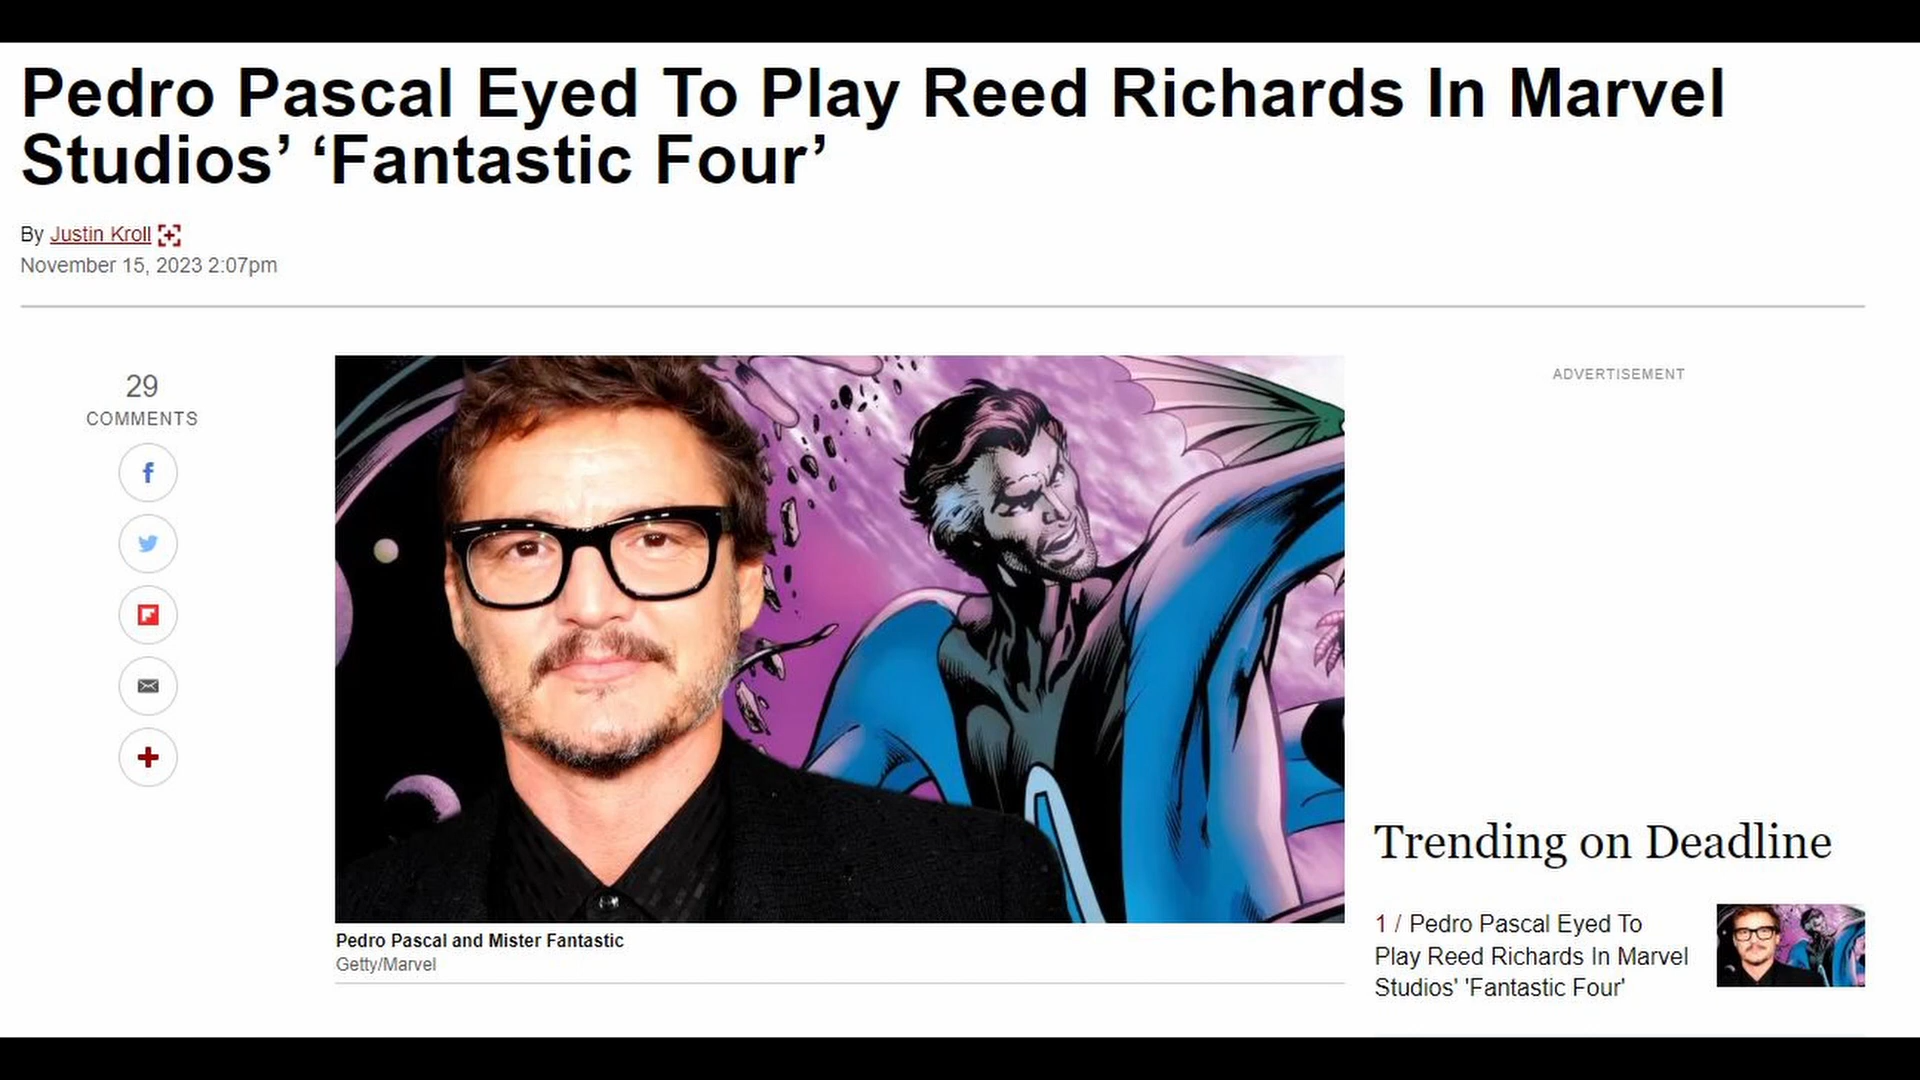 Pedro Pascal Eyed To Play Reed Richards In Marvel
Studios’ ‘Fantastic Four’
By Justin Kroll
November 15, 2023 2:07pm
29
COMMENTS
ADVERTISEMENT
Pedro Pascal and Mister Fantastic
Getty/Marvel
Trending on Deadline
1 / Pedro Pascal Eyed To
Play Reed Richards In Marvel
Studios' 'Fantastic Four'